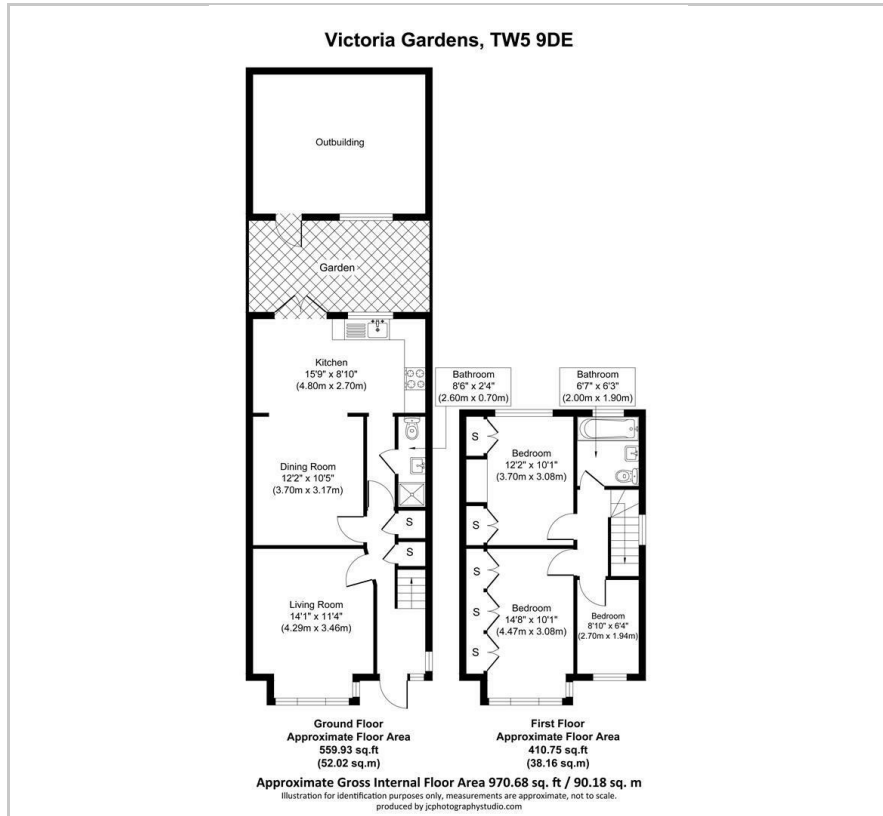 Victoria Gardens, TW5 9DE
Outbuilding
Garden
Kitchen
15'9" x 8'10"
(4.80m x 2.70m)
Bathroom
8'6" x 2'4"
(2.60m x 0.70m)
Bathroom
6'7" x 6'3"
(2.00m x 1.90m)
Dining Room
12'2" x 10'5"
(3.70m x 3.17m)
S
S
Living Room
14'1" x 11'4"
(4.29m x 3.46m)
S
Bedroom
12'2" x 10'1"
(3.70m x 3.08m)
S
S
S
S
Bedroom
14'8" x 10'1"
(4.47m x 3.08m)
Bedroom
8'10" x 6'4"
(2.70m x 1.94m)
Ground Floor
Approximate Floor Area
559.93 sq.ft
(52.02 sq.m)
First Floor
Approximate Floor Area
410.75 sq.ft
(38.16 sq.m)
Approximate Gross Internal Floor Area 970.68 sq. ft / 90.18 sq. m
Illustration for identification purposes only, measurements are approximate, not to scale.
produced by jcphotographystudio.com